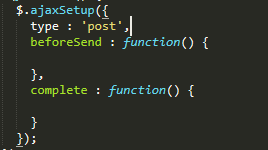 $.ajaxSetup({
type : 'post',
beforeSend : function() {
},
complete : function() {
}
});